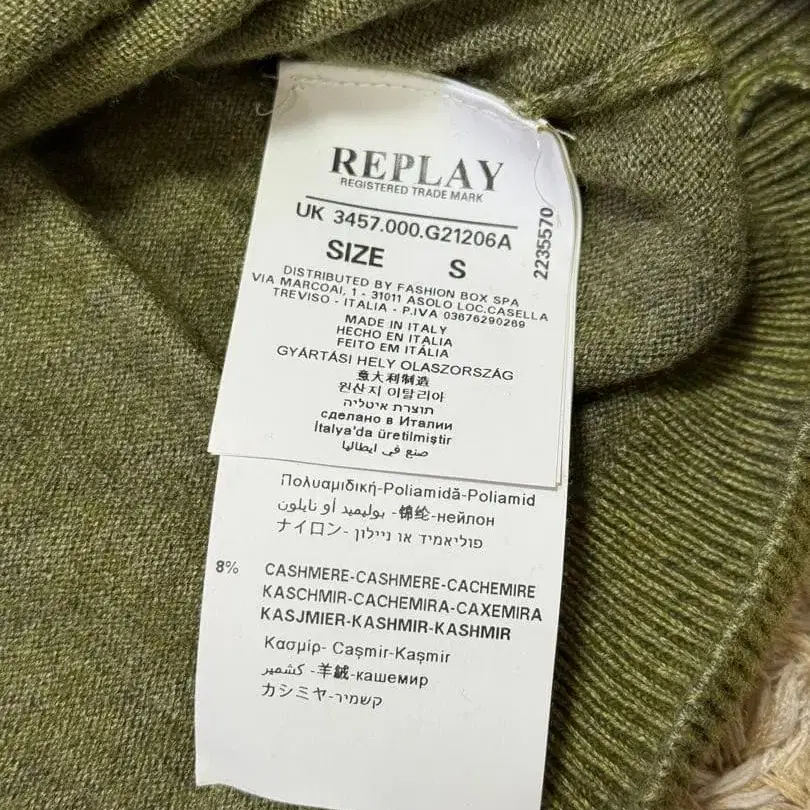 REPLAY
REGISTERED TRADE MARK
UK 3457.000.G21206A
2235570
SIZE S
DISTRIBUTED BY FASHION BOX SPA
VIA MARCOAI, 1 - 31011 ASOLO LOC.CASELLA
TREVISO - ITALIA - P.IVA 03676290269
MADE IN ITALY
HECHO EN ITALIA
FEITO EM ITÁLIA
GYÁRTÁSI HELY OLASZORSZÁG
意大利制造
원산지 이탈리아
תוצרת איטליה
сделано в Италии
İtalya'da üretilmiştir
صنع في ايطاليا
Πολυαμιδική-Poliamidă-Poliamid
بوليميد أو نايلون -锦纶-нейлон
ナイロン- פוליאמיד או ניילון
8% CASHMERE-CASHMERE-CACHEMIRE
KASCHMIR-CACHEMIRA-CAXEMIRA
KASJMIER-KASHMIR-KASHMIR
Κασμίρ- Caşmir-Kaşmir
كشمير -羊絨-кашемир
カシミヤ-קשמיר